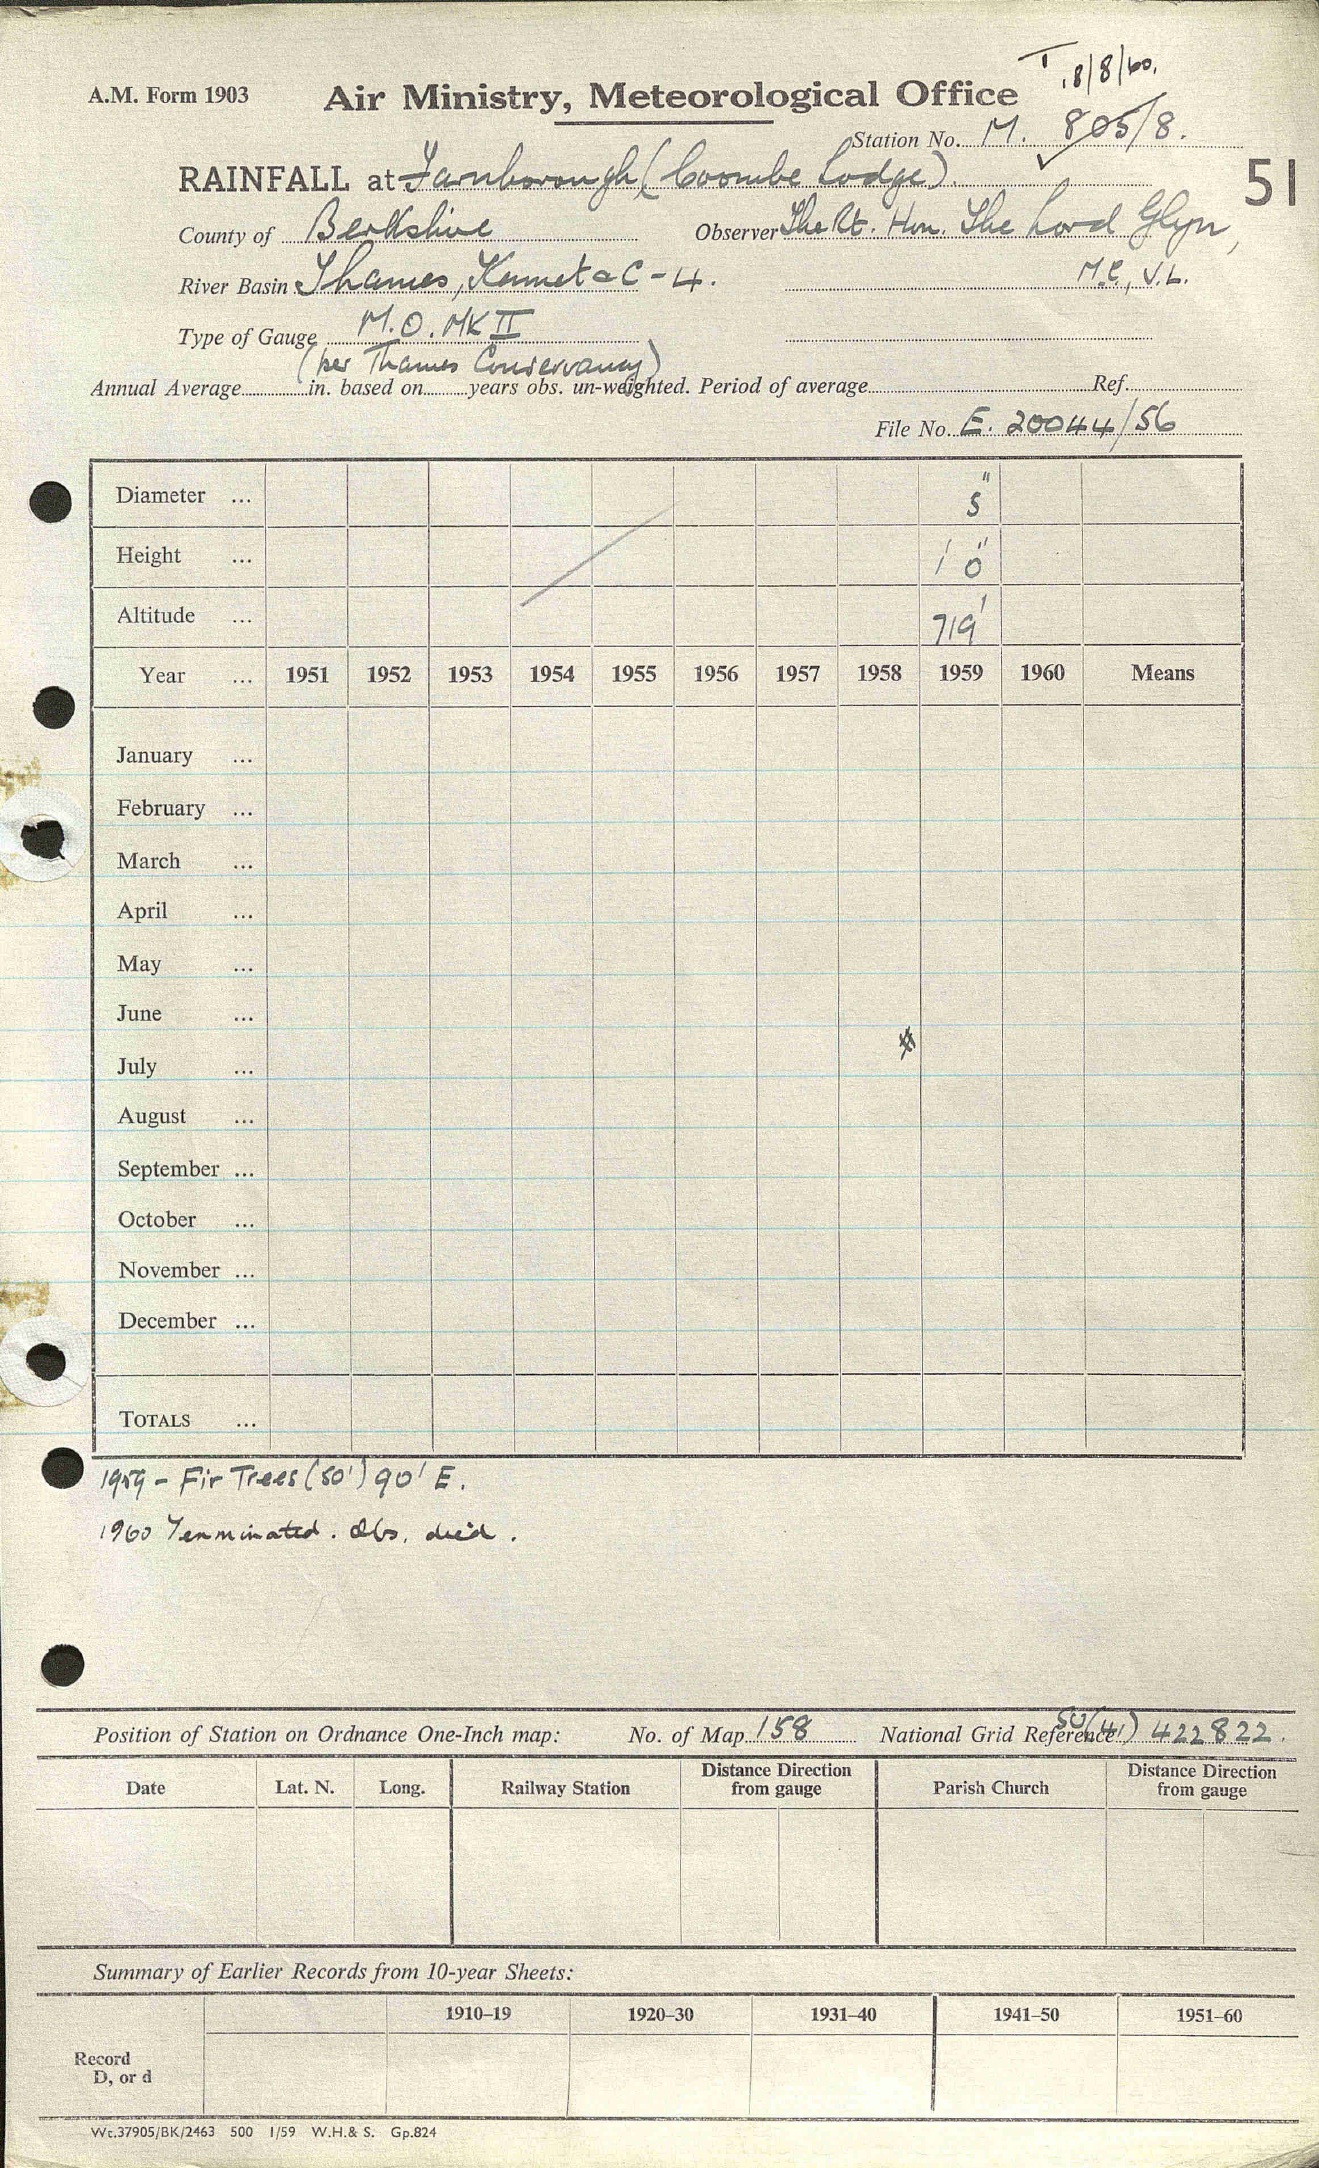 T 18/8/60.
A.M. Form 1903 Air Ministry, Meteorological Office
Station No. M. 805/8.
RAINFALL at Farnborough (Coombe Lodge). 51
County of Berkshire Observer The Rt. Hon. The Lord Glyn,
River Basin Thames, Kennet & C - 4. M.C., J.L.
Type of Gauge M.O. MK II
(per Thames Conservancy)
Annual Average in. based on years obs. un-weighted. Period of average Ref.
File No. E. 20044/56
Diameter ... 5"
Height ... 1' 0"
Altitude ... 719'
Year ... 1951 1952 1953 1954 1955 1956 1957 1958 1959 1960 Means
January ...
February ...
March ...
April ...
May ...
June ...
July ...
August ...
September ...
October ...
November ...
December ...
TOTALS ...
1959 - Fir Trees (50') 90' E.
1960 Terminated. Obs. died.
Position of Station on Ordnance One-Inch map: No. of Map 158 National Grid Reference 50(41) 422822.
Date Lat. N. Long. Railway Station Distance Direction from gauge Parish Church Distance Direction from gauge
Summary of Earlier Records from 10-year Sheets:
1910–19 1920–30 1931–40 1941–50 1951–60
Record
D, or d
Wt.37905/BK/2463 500 1/59 W.H.& S. Gp.824